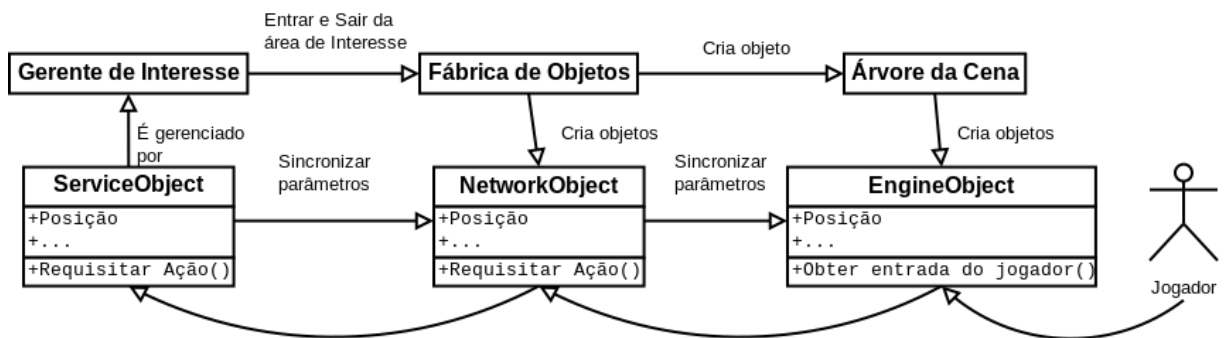 Entrar e Sair da
área de Interesse
Cria objeto
Gerente de Interesse
Fábrica de Objetos
Árvore da Cena
É gerenciado
por
Cria objetos
Cria objetos
Sincronizar
parâmetros
Sincronizar
parâmetros
ServiceObject
+Posição
+...
+Requisitar Ação()
NetworkObject
+Posição
+...
+Requisitar Ação()
EngineObject
+Posição
+...
+Obter entrada do jogador()
Jogador